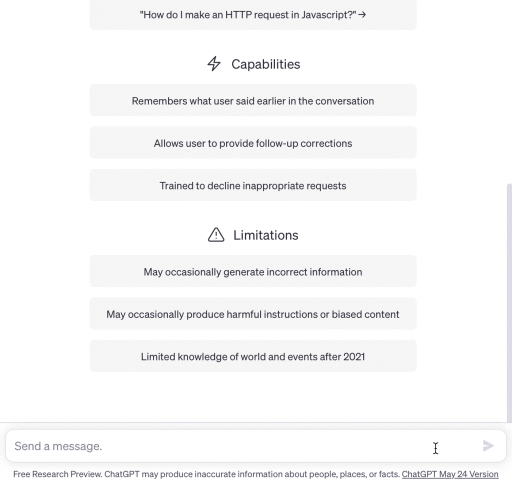 "How do I make an HTTP request in Javascript?" →
Capabilities
Remembers what user said earlier in the conversation
Allows user to provide follow-up corrections
Trained to decline inappropriate requests
Limitations
May occasionally generate incorrect information
May occasionally produce harmful instructions or biased content
Limited knowledge of world and events after 2021
Send a message.
Free Research Preview. ChatGPT may produce inaccurate information about people, places, or facts. ChatGPT May 24 Version